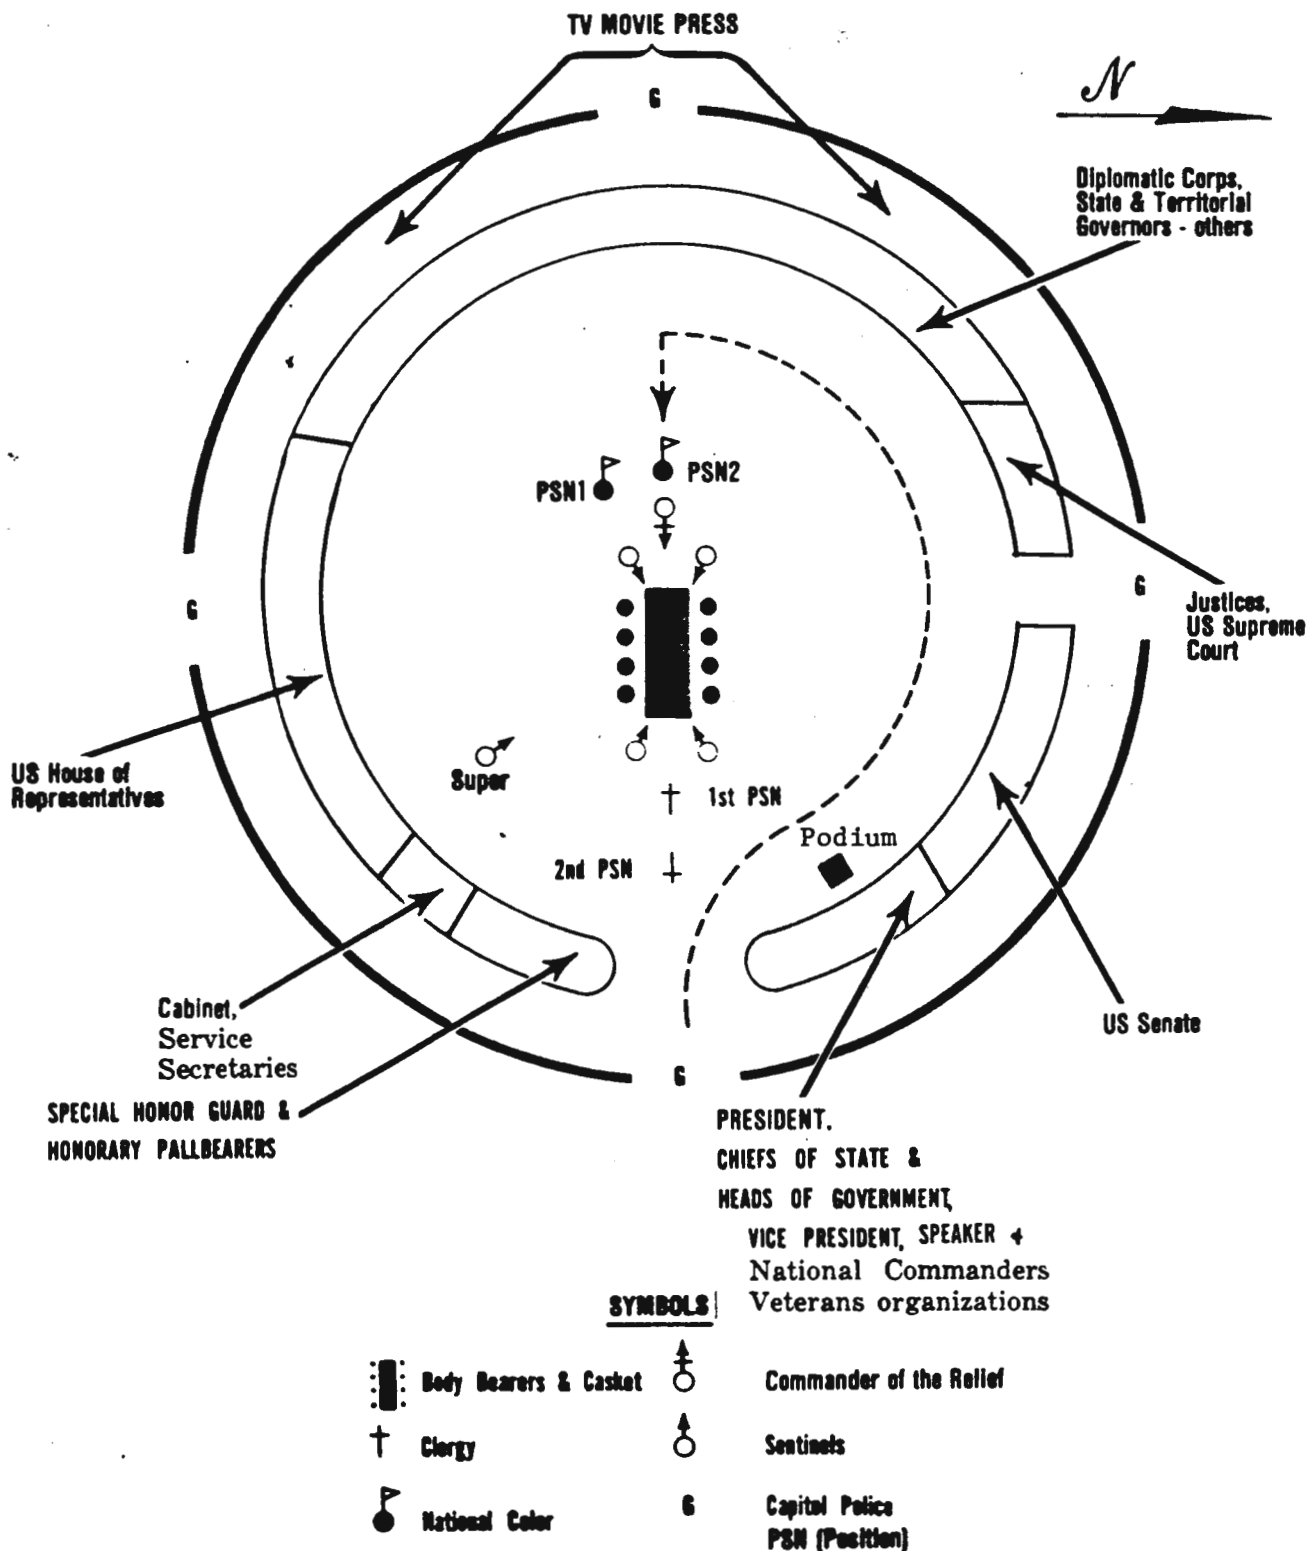 TV MOVIE PRESS
G
N
Diplomatic Corps,
State & Territorial
Governors - others
PSN1
PSN2
G
G
Justices,
US Supreme
Court
US House of
Representatives
Super
1st PSN
Podium
2nd PSN
Cabinet,
Service
Secretaries
US Senate
G
SPECIAL HONOR GUARD &
HONORARY PALLBEARERS
PRESIDENT.
CHIEFS OF STATE &
HEADS OF GOVERNMENT,
VICE PRESIDENT, SPEAKER &
National Commanders
Veterans organizations
SYMBOLS
Body Bearers & Casket
Commander of the Relief
Clergy
Sentinels
National Color
G
Capitol Police
PSN (Position)